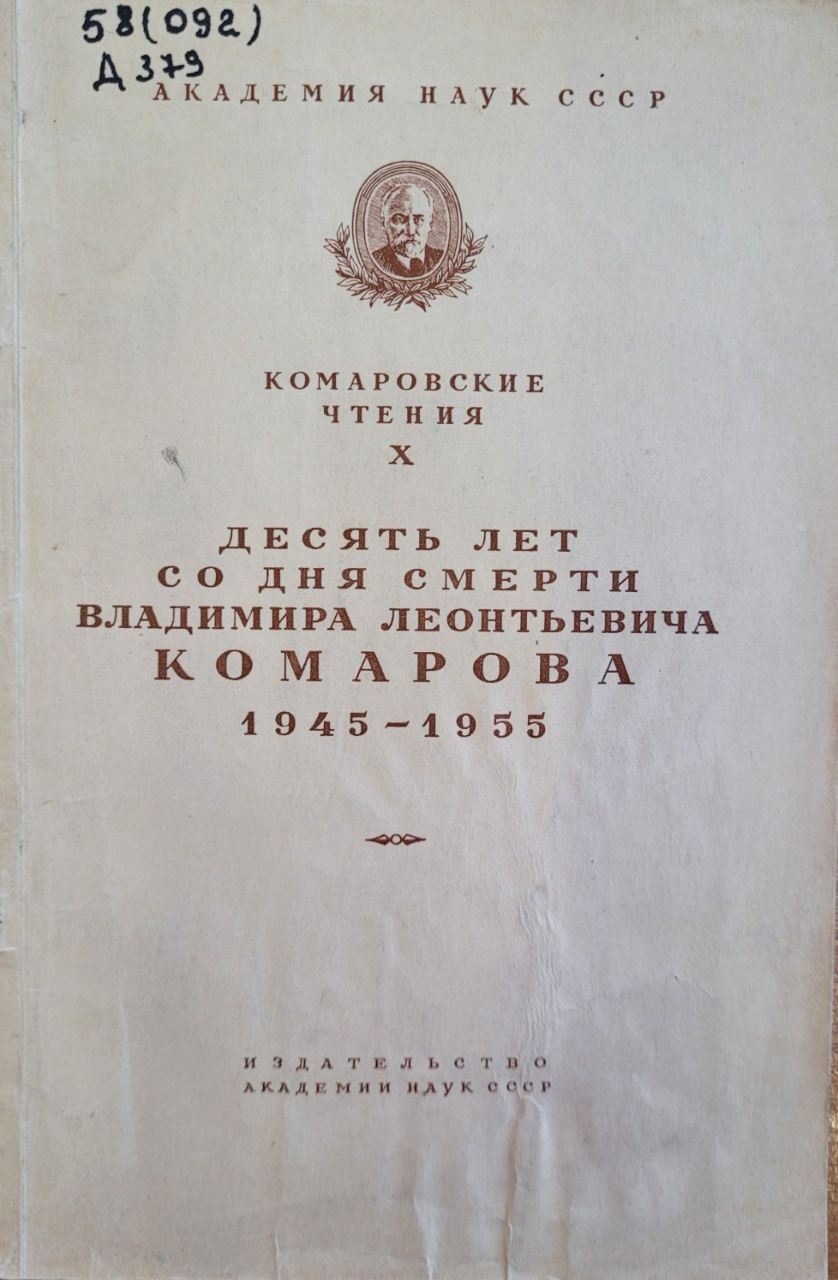 58(092)
Д 379
АКАДЕМИЯ НАУК СССР
КОМАРОВСКИЕ
ЧТЕНИЯ
X
ДЕСЯТЬ ЛЕТ
СО ДНЯ СМЕРТИ
ВЛАДИМИРА ЛЕОНТЬЕВИЧА
КОМАРОВА
1945–1955
ИЗДАТЕЛЬСТВО
АКАДЕМИИ НАУК СССР